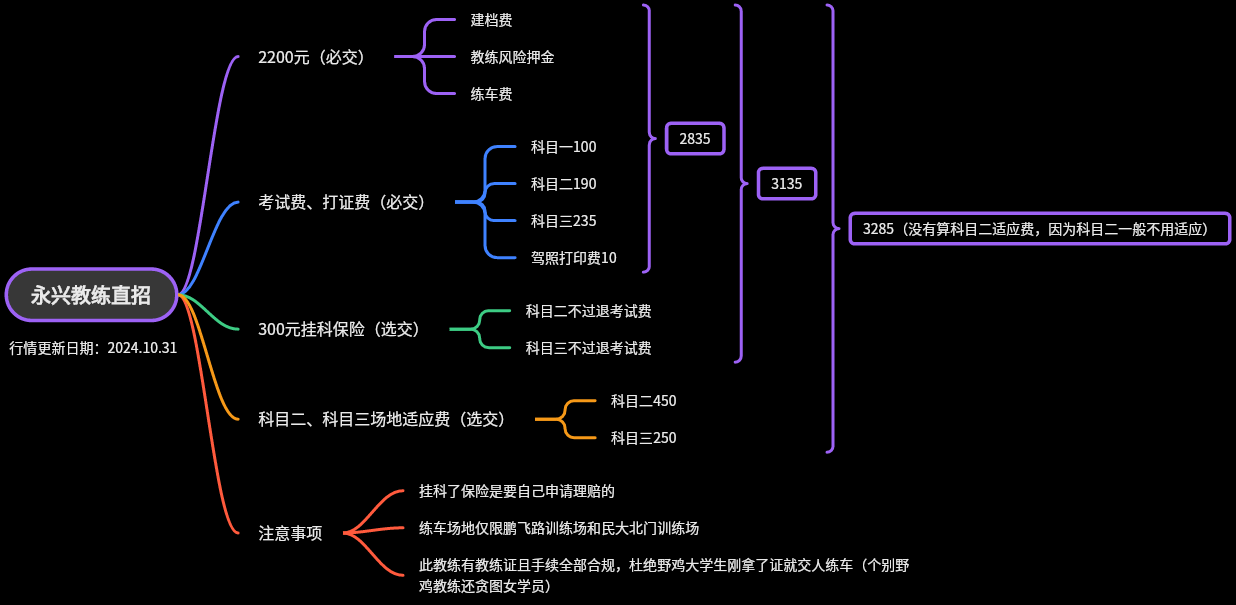 永兴教练直招
行情更新日期：2024.10.31
2200元（必交）
建档费
教练风险押金
练车费
考试费、打证费（必交）
科目一100
科目二190
科目三235
驾照打印费10
2835
300元挂科保险（选交）
科目二不过退考试费
科目三不过退考试费
3135
科目二、科目三场地适应费（选交）
科目二450
科目三250
3285（没有算科目二适应费，因为科目二一般不用适应）
注意事项
挂科了保险是要自己申请理赔的
练车场地仅限鹏飞路训练场和民大北门训练场
此教练有教练证且手续全部合规，杜绝野鸡大学生刚拿了证就交人练车（个别野
鸡教练还贪图女学员）